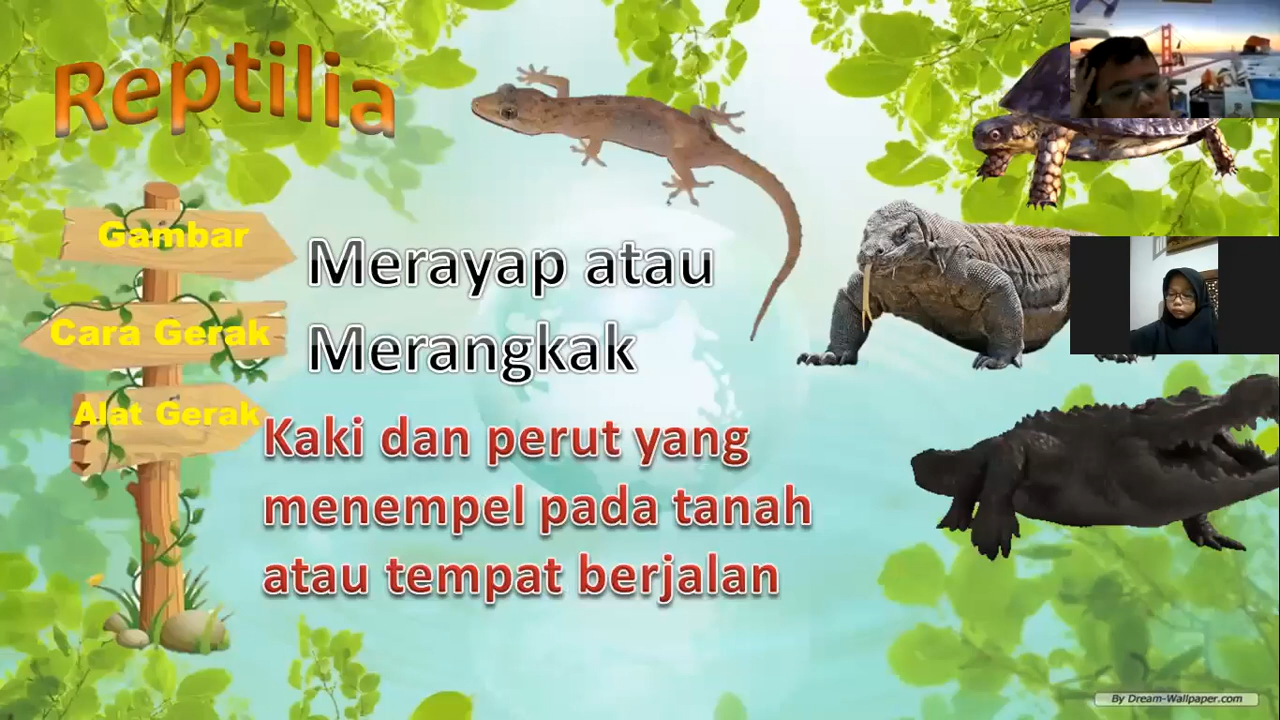 Reptilia
Gambar
Cara Gerak
Merayap atau
Merangkak
Alat Gerak
Kaki dan perut yang
menempel pada tanah
atau tempat berjalan
By Dream-Wallpaper.com